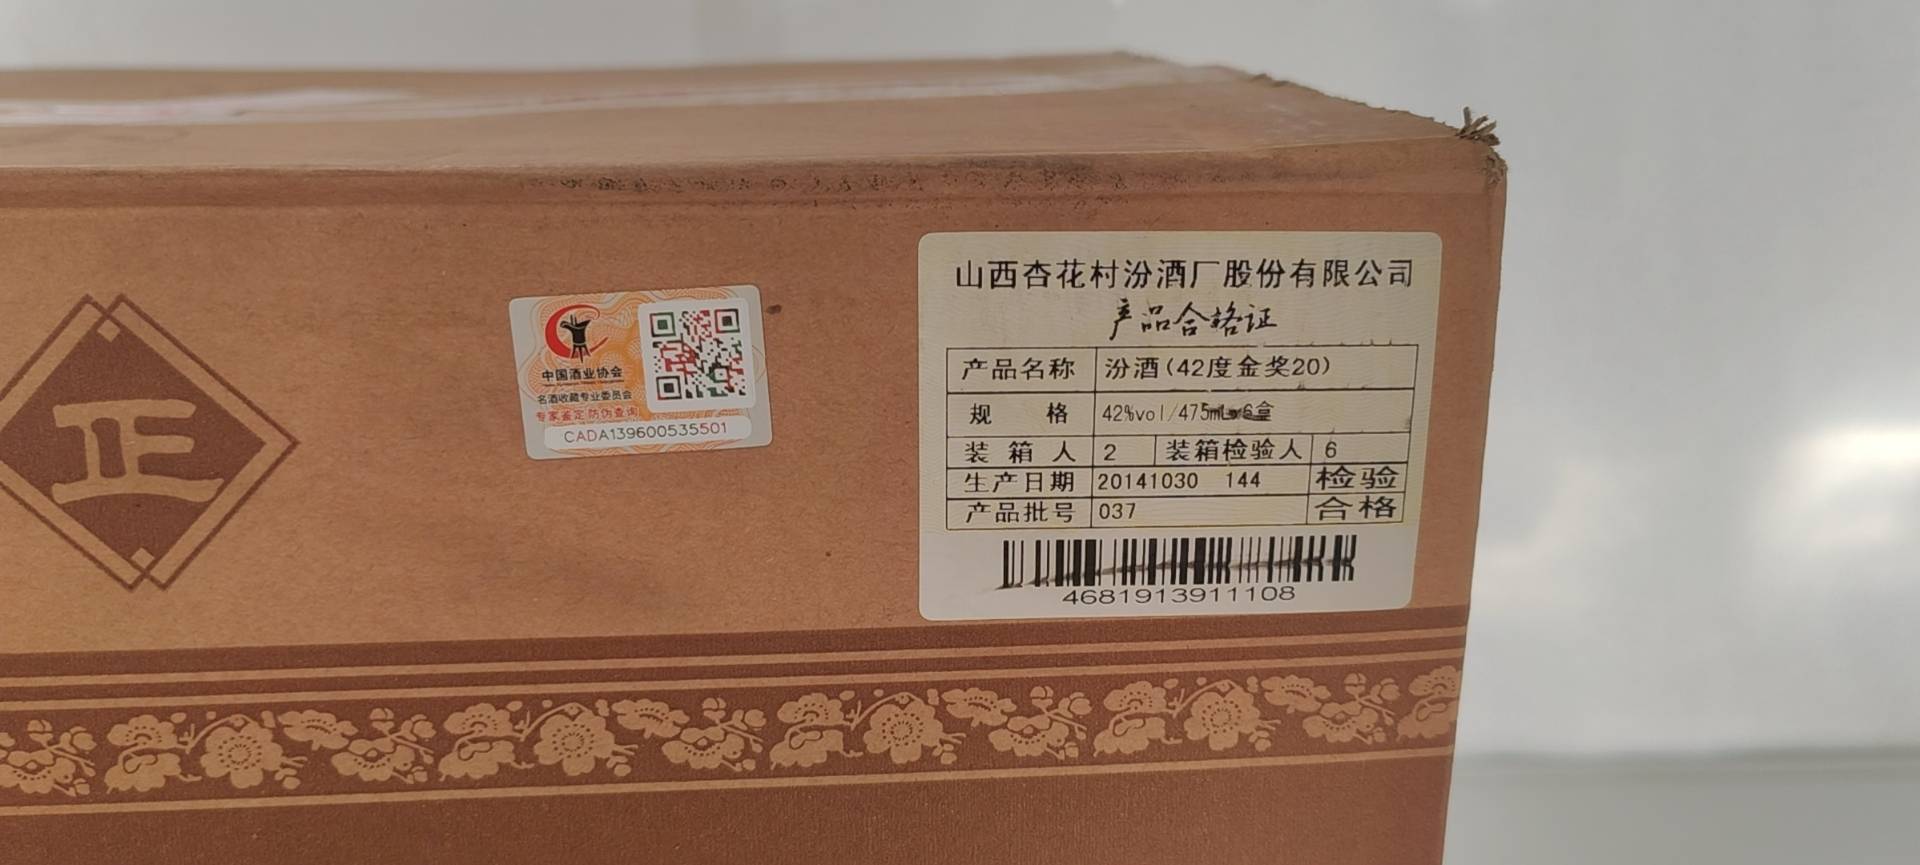 正
中国酒业协会
名酒收藏专业委员会
专家鉴定防伪查询
CADA139600535501
山西杏花村汾酒厂股份有限公司
产品合格证
产品名称 汾酒(42度金奖20)
规 格 42%vol/475mL×6盒
装箱人 2 装箱检验人 6
生产日期 20141030 144 检验
产品批号 037 合格
4681913911108